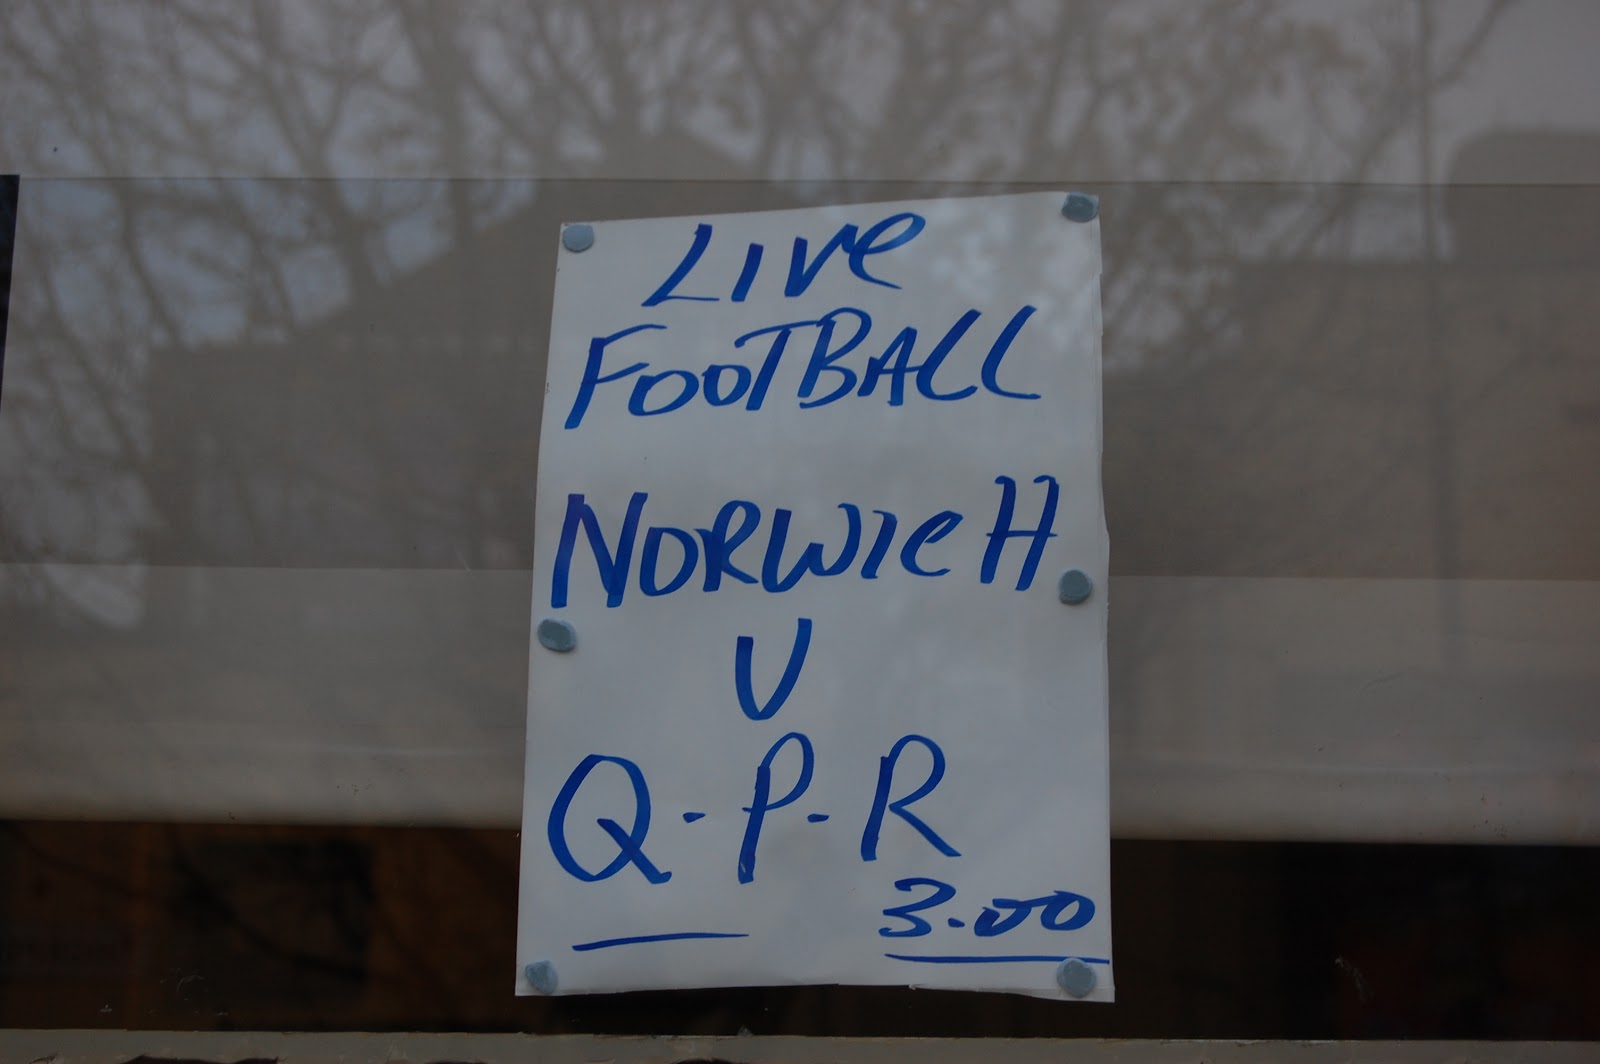 LIVE
FOOTBALL
NORWICH
V
Q-P-R
3.00